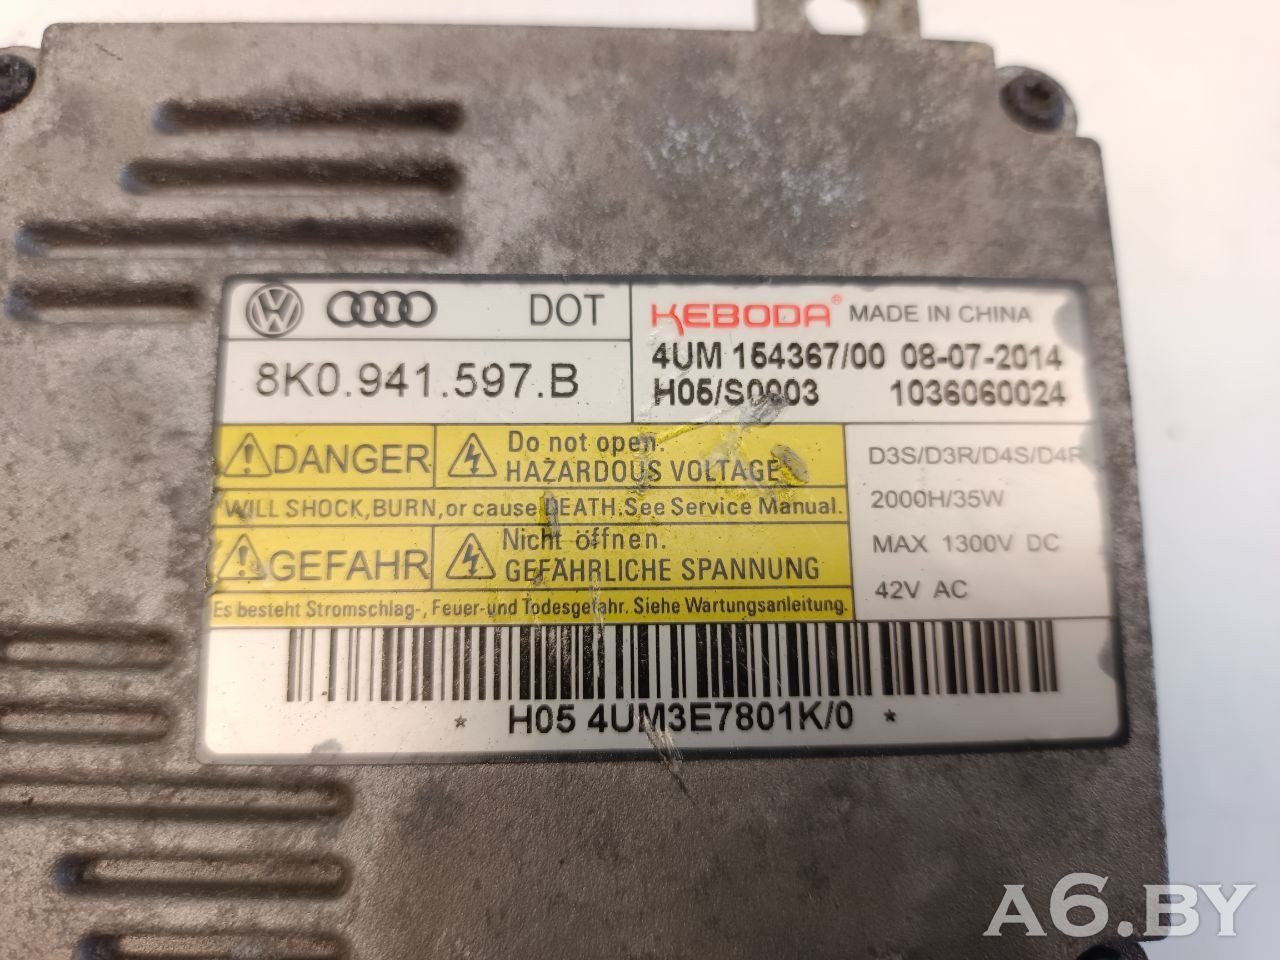 DOT
8K0.941.597.B
KEBODA® MADE IN CHINA
4UM 154367/00 08-07-2014
H05/S0003 1036060024
DANGER
Do not open.
HAZARDOUS VOLTAGE
WILL SHOCK, BURN, or cause DEATH. See Service Manual.
GEFAHR
Nicht öffnen.
GEFÄHRLICHE SPANNUNG
Es besteht Stromschlag-, Feuer-und Todesgefahr. Siehe Wartungsanleitung.
D3S/D3R/D4S/D4R
2000H/35W
MAX 1300V DC
42V AC
* H05 4UM3E7801K/0 *
A6.BY